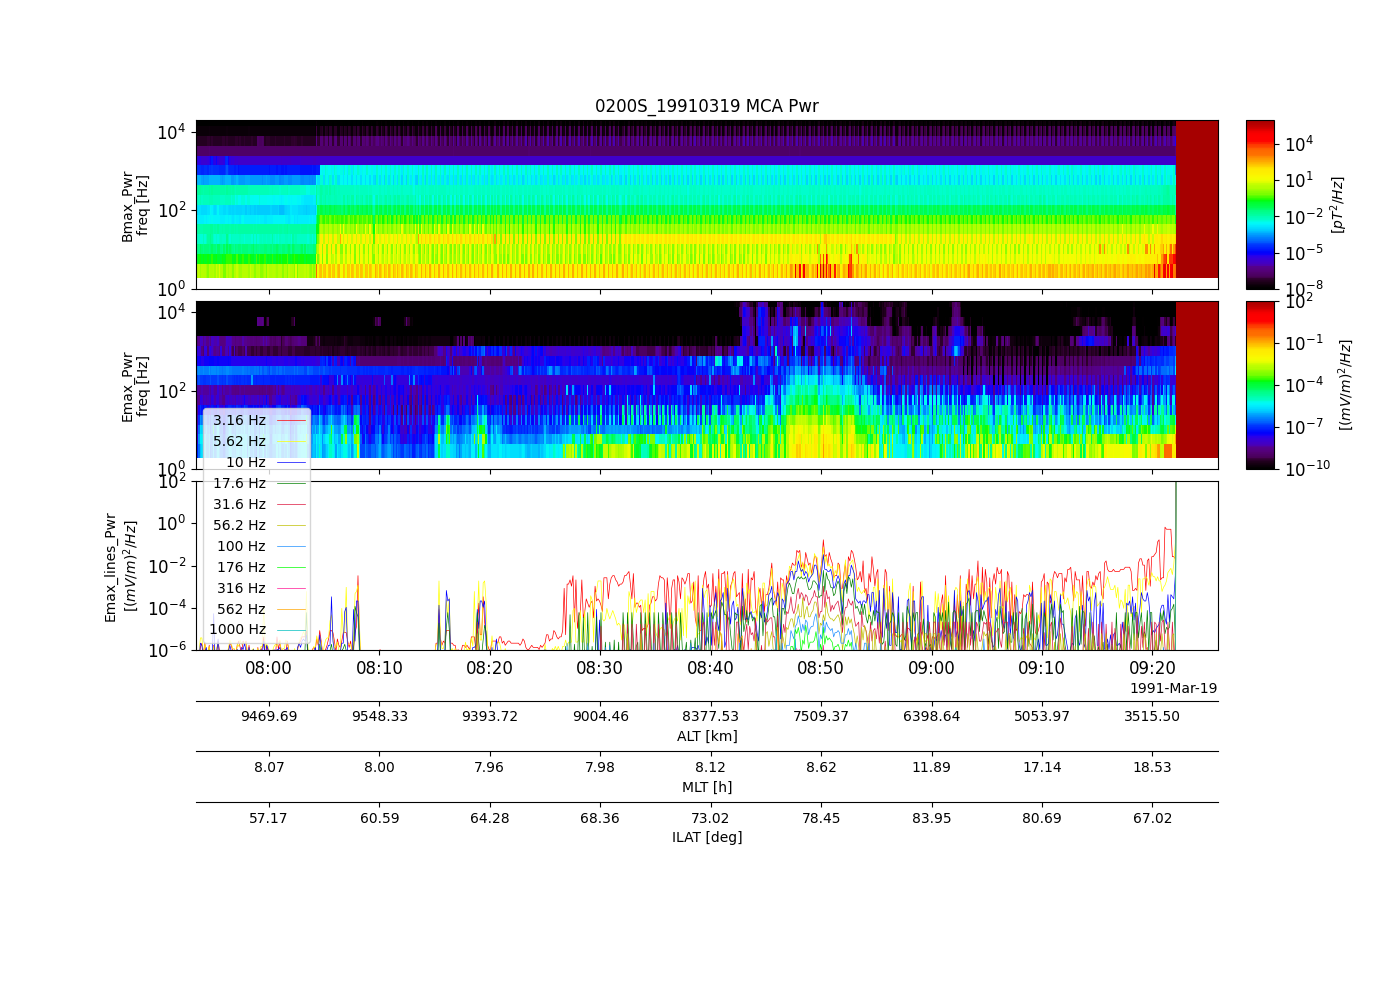 0200S_19910319 MCA Pwr
10^4
10^2
10^0
Bmax_Pwr
freq [Hz]
10^4
10^1
10^-2
10^-5
10^-8
[pT^2/Hz]
10^4
10^2
10^0
Emax_Pwr
freq [Hz]
10^2
10^-1
10^-4
10^-7
10^-10
[(mV/m)^2/Hz]
3.16 Hz
5.62 Hz
10 Hz
17.6 Hz
31.6 Hz
56.2 Hz
100 Hz
176 Hz
316 Hz
562 Hz
1000 Hz
10^2
10^0
10^-2
10^-4
10^-6
Emax_lines_Pwr
[(mV/m)^2/Hz]
08:00 08:10 08:20 08:30 08:40 08:50 09:00 09:10 09:20
1991-Mar-19
9469.69 9548.33 9393.72 9004.46 8377.53 7509.37 6398.64 5053.97 3515.50
ALT [km]
8.07 8.00 7.96 7.98 8.12 8.62 11.89 17.14 18.53
MLT [h]
57.17 60.59 64.28 68.36 73.02 78.45 83.95 80.69 67.02
ILAT [deg]